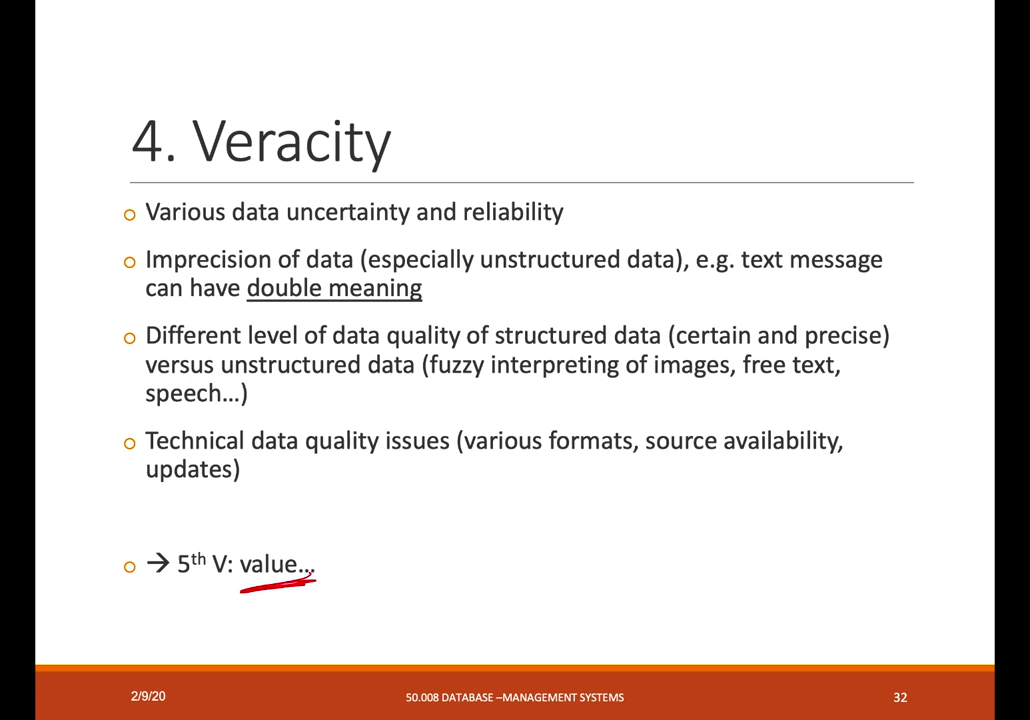 4. Veracity
o Various data uncertainty and reliability
o Imprecision of data (especially unstructured data), e.g. text message
can have double meaning
o Different level of data quality of structured data (certain and precise)
versus unstructured data (fuzzy interpreting of images, free text,
speech…)
o Technical data quality issues (various formats, source availability,
updates)
o → 5th V: value…
2/9/20 50.008 DATABASE –MANAGEMENT SYSTEMS 32